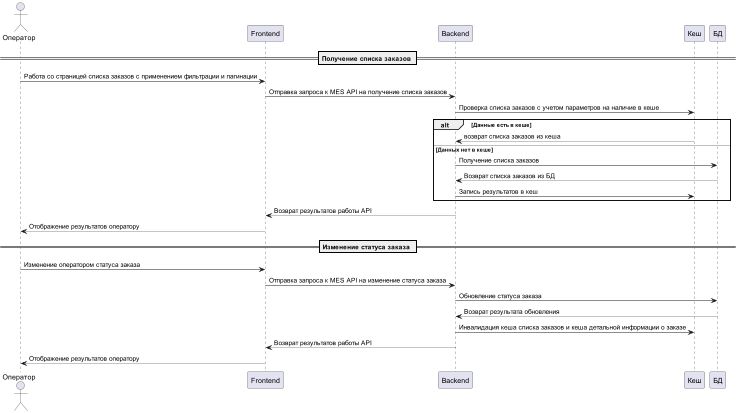 Оператор
Frontend
Backend
Кеш
БД
Получение списка заказов
Работа со страницей списка заказов с применением фильтрации и пагинации
Отправка запроса к MES API на получение списка заказов
Проверка списка заказов с учетом параметров на наличие в кеше
alt [Данные есть в кеше]
возврат списка заказов из кеша
[Данных нет в кеше]
Получение списка заказов
Возврат списка заказов из БД
Запись результатов в кеш
Возврат результатов работы API
Отображение результатов оператору
Изменение статуса заказа
Изменение оператором статуса заказа
Отправка запроса к MES API на изменение статуса заказа
Обновление статуса заказа
Возврат результата обновления
Инвалидация кеша списка заказов и кеша детальной информации о заказе
Возврат результатов работы API
Отображение результатов оператору
Оператор
Frontend
Backend
Кеш
БД